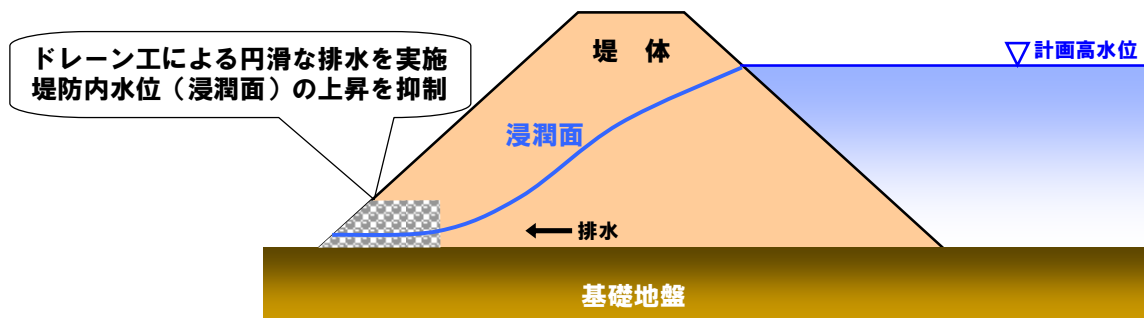 ドレーン工による円滑な排水を実施
堤防内水位（浸潤面）の上昇を抑制
堤　体
計画高水位
浸潤面
排水
基礎地盤